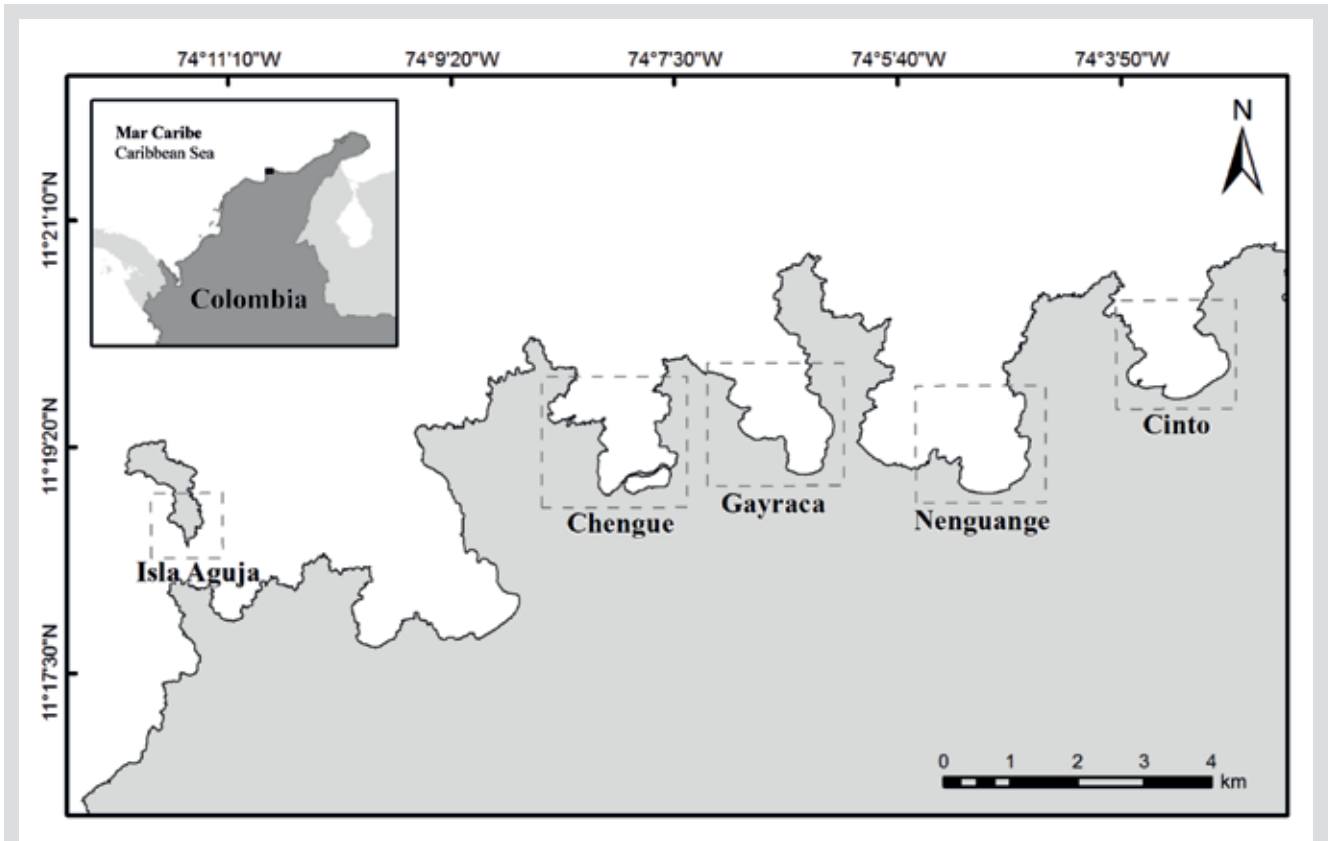 74°11'10"W 74°9'20"W 74°7'30"W 74°5'40"W 74°3'50"W
Mar Caribe
Caribbean Sea
Colombia
N
11°21'10"N
11°19'20"N
11°17'30"N
Cinto
Gayraca
Nenguange
Chengue
Isla Aguja
0 1 2 3 4
km